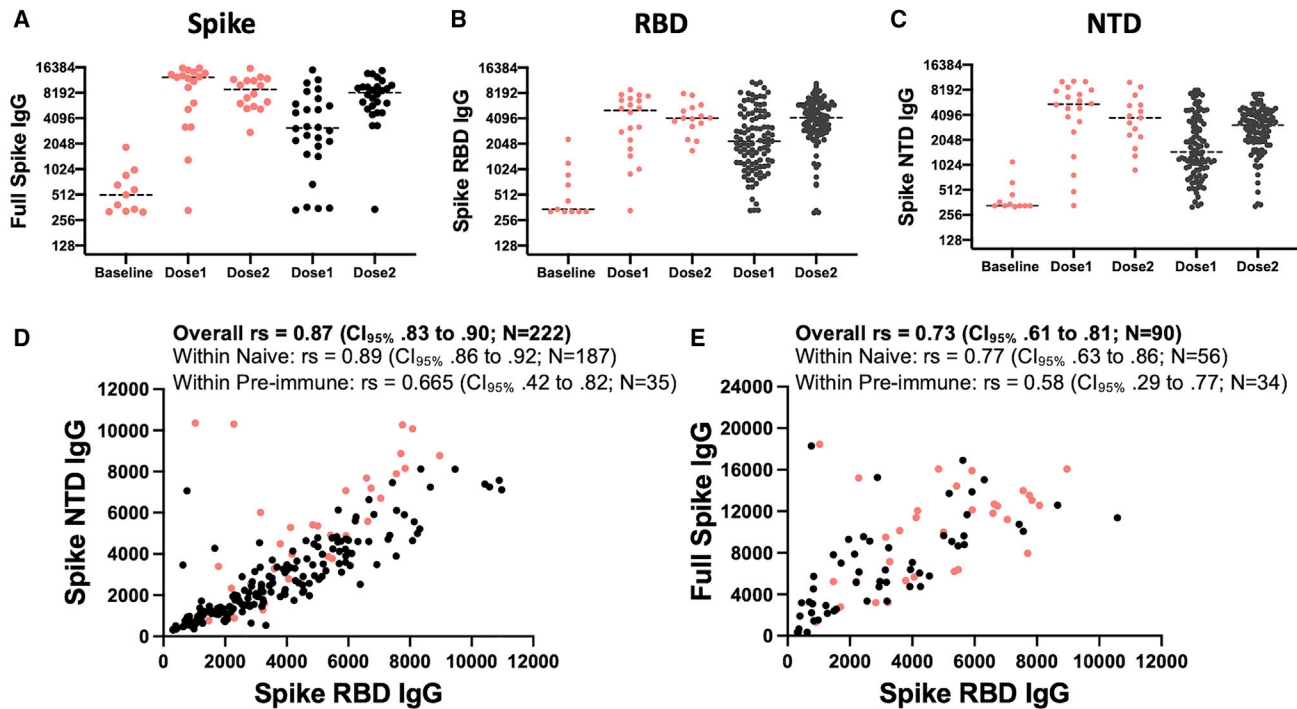 A
Spike
Full Spike IgG
16384
8192
4096
2048
1024
512
256
128
Baseline Dose1 Dose2 Dose1 Dose2
B
RBD
Spike RBD IgG
16384
8192
4096
2048
1024
512
256
128
Baseline Dose1 Dose2 Dose1 Dose2
C
NTD
Spike NTD IgG
16384
8192
4096
2048
1024
512
256
128
Baseline Dose1 Dose2 Dose1 Dose2
D
Overall rs = 0.87 (CI95% .83 to .90; N=222)
Within Naive: rs = 0.89 (CI95% .86 to .92; N=187)
Within Pre-immune: rs = 0.665 (CI95% .42 to .82; N=35)
Spike NTD IgG
12000
10000
8000
6000
4000
2000
0
0 2000 4000 6000 8000 10000 12000
Spike RBD IgG
E
Overall rs = 0.73 (CI95% .61 to .81; N=90)
Within Naive: rs = 0.77 (CI95% .63 to .86; N=56)
Within Pre-immune: rs = 0.58 (CI95% .29 to .77; N=34)
Full Spike IgG
24000
20000
16000
12000
8000
4000
0
0 2000 4000 6000 8000 10000 12000
Spike RBD IgG